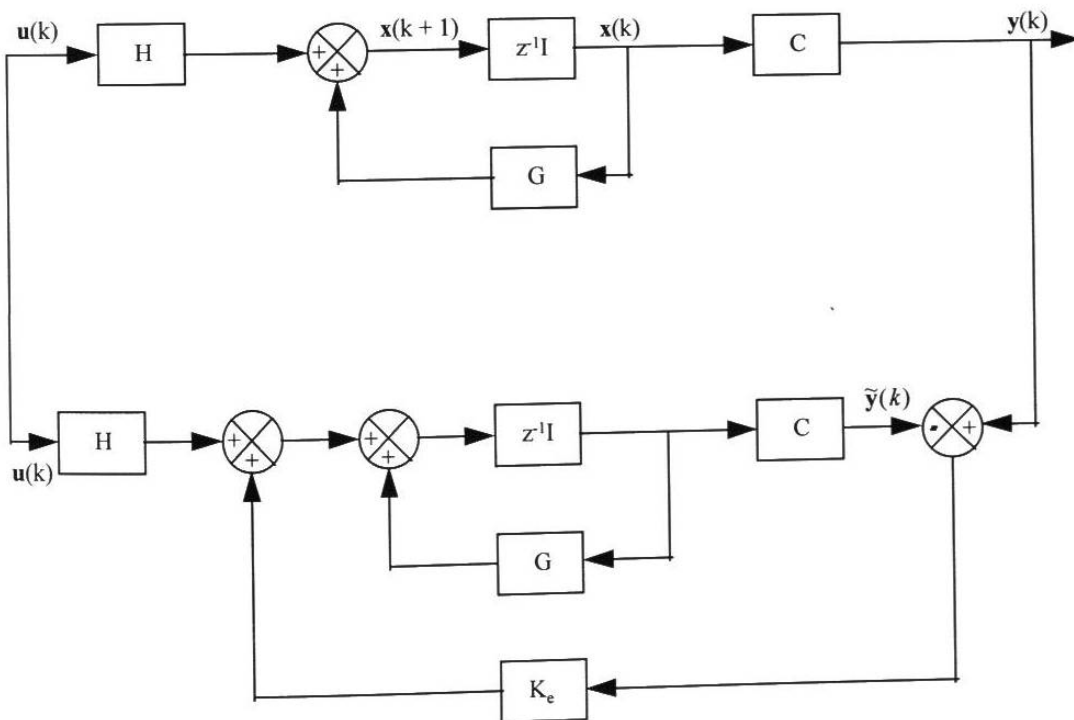 u(k)
H
+
+
x(k + 1)
z⁻¹I
x(k)
C
y(k)
G
H
u(k)
+
+
+
+
z⁻¹I
C
ỹ(k)
-
+
G
Kₑ